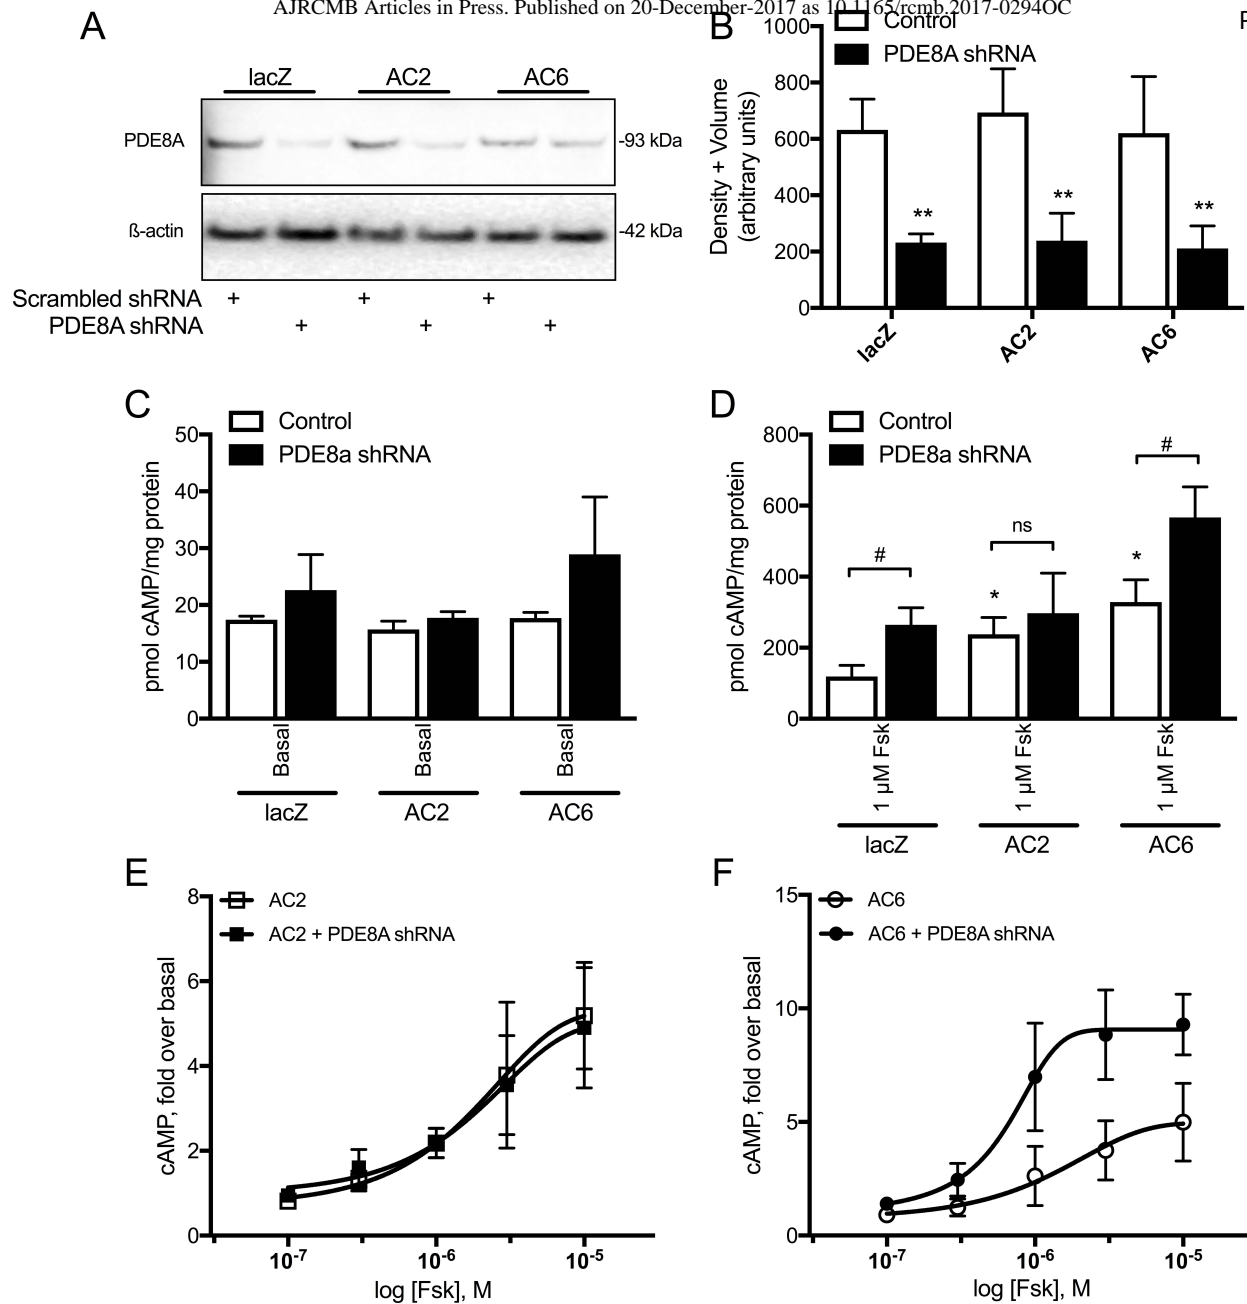 AJRCMB Articles in Press. Published on 20-December-2017 as 10.1165/rcmb.2017-0294OC
A
lacZ AC2 AC6
PDE8A -93 kDa
ß-actin -42 kDa
Scrambled shRNA + + +
PDE8A shRNA + + +
B
Control
PDE8A shRNA
Density + Volume
(arbitrary units)
1000
800
600
400
200
0
** ** **
lacZ AC2 AC6
C
Control
PDE8a shRNA
pmol cAMP/mg protein
50
40
30
20
10
0
Basal Basal Basal
lacZ AC2 AC6
D
Control
PDE8a shRNA
pmol cAMP/mg protein
800
600
400
200
0
# ns #
* *
1 µM Fsk 1 µM Fsk 1 µM Fsk
lacZ AC2 AC6
E
AC2
AC2 + PDE8A shRNA
cAMP, fold over basal
8
6
4
2
0
10-7 10-6 10-5
log [Fsk], M
F
AC6
AC6 + PDE8A shRNA
cAMP, fold over basal
15
10
5
0
10-7 10-6 10-5
log [Fsk], M